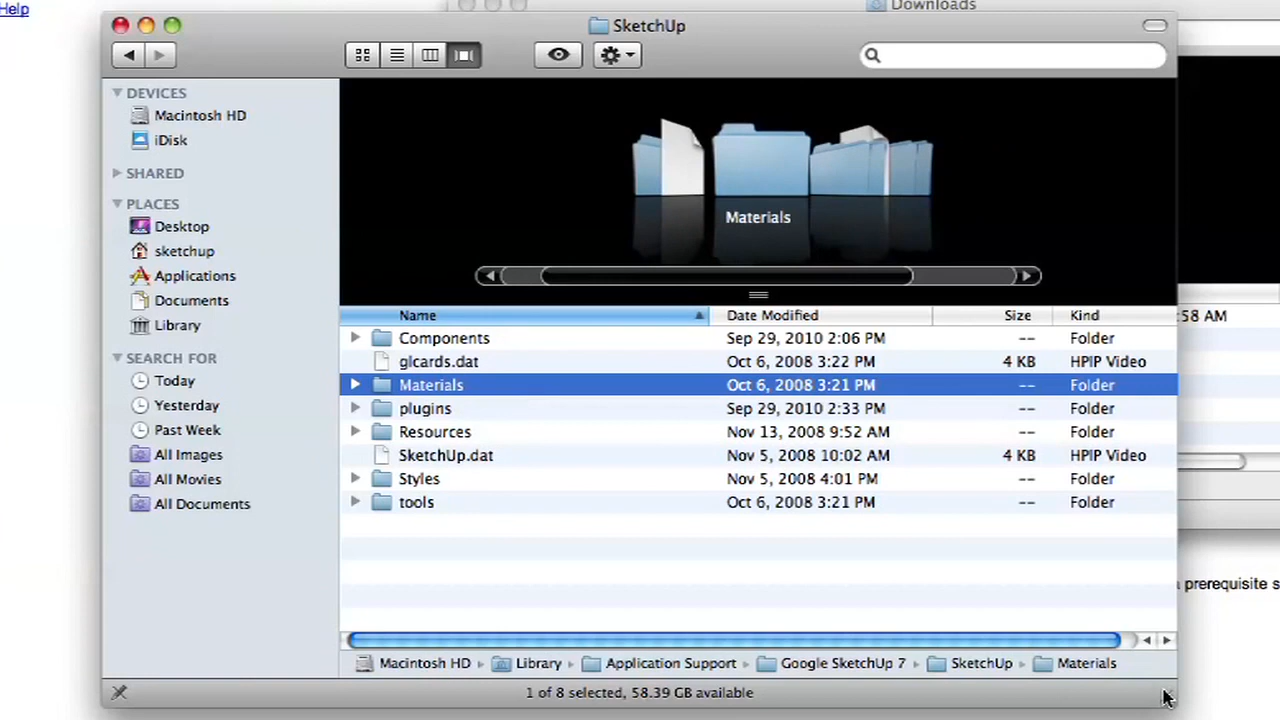 Help
Downloads
SketchUp
DEVICES
Macintosh HD
iDisk
SHARED
PLACES
Desktop
sketchup
Applications
Documents
Library
SEARCH FOR
Today
Yesterday
Past Week
All Images
All Movies
All Documents
Materials
Name Date Modified Size Kind
Components Sep 29, 2010 2:06 PM -- Folder
glcards.dat Oct 6, 2008 3:22 PM 4 KB HPIP Video
Materials Oct 6, 2008 3:21 PM -- Folder
plugins Sep 29, 2010 2:33 PM -- Folder
Resources Nov 13, 2008 9:52 AM -- Folder
SketchUp.dat Nov 5, 2008 10:02 AM 4 KB HPIP Video
Styles Nov 5, 2008 4:01 PM -- Folder
tools Oct 6, 2008 3:21 PM -- Folder
:58 AM
prerequisite s
Macintosh HD Library Application Support Google SketchUp 7 SketchUp Materials
1 of 8 selected, 58.39 GB available